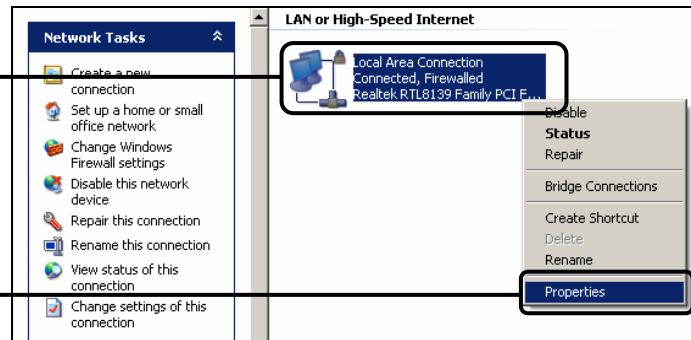 Network Tasks
Create a new
connection
Set up a home or small
office network
Change Windows
Firewall settings
Disable this network
device
Repair this connection
Rename this connection
View status of this
connection
Change settings of this
connection
LAN or High-Speed Internet
Local Area Connection
Connected, Firewalled
Realtek RTL8139 Family PCI F...
Disable
Status
Repair
Bridge Connections
Create Shortcut
Delete
Rename
Properties